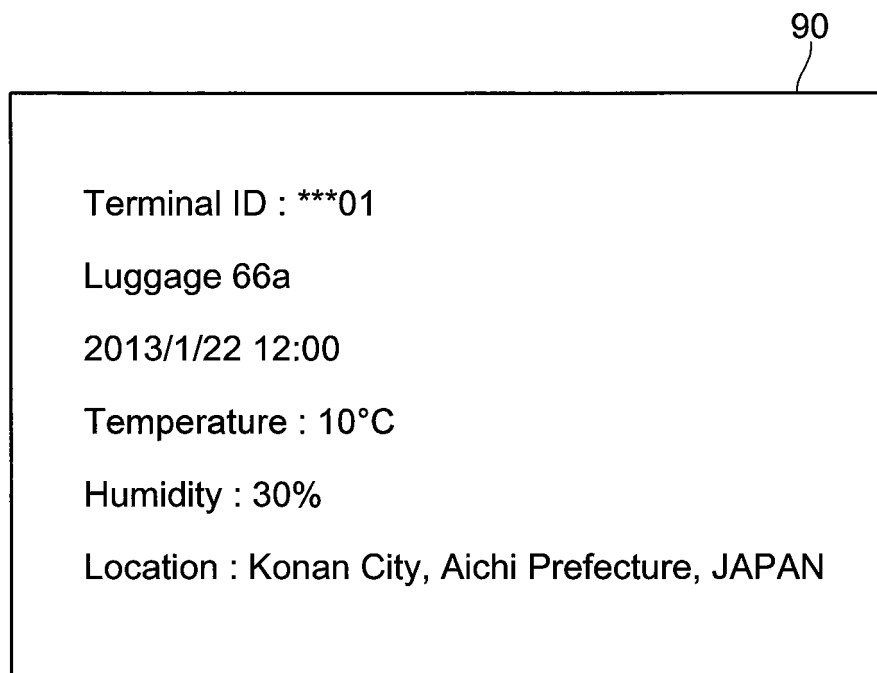 90
Terminal ID : ***01
Luggage 66a
2013/1/22 12:00
Temperature : 10°C
Humidity : 30%
Location : Konan City, Aichi Prefecture, JAPAN